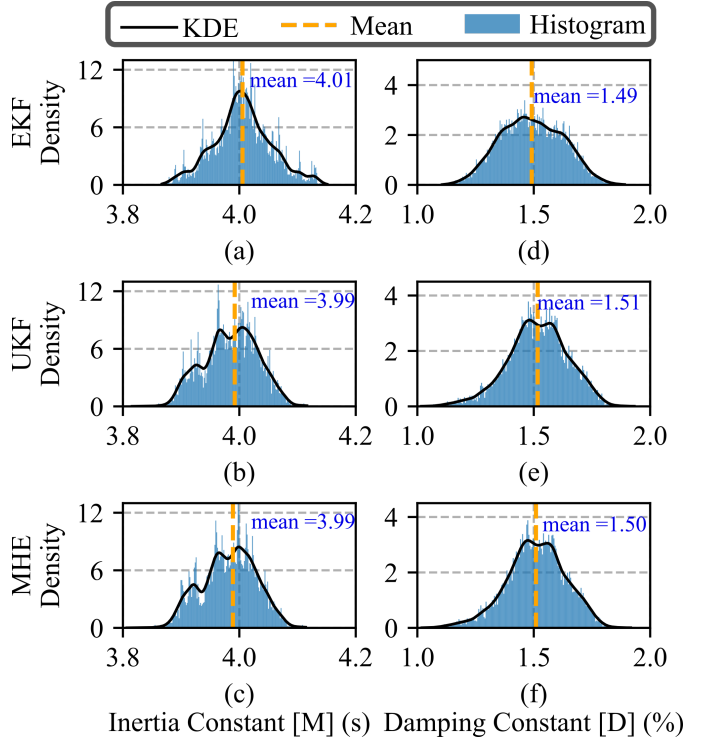 KDE Mean Histogram
EKF
Density
12
6
0
mean =4.01
3.8 4.0 4.2
(a)
4
2
0
mean =1.49
1.0 1.5 2.0
(d)
UKF
Density
12
6
0
mean =3.99
3.8 4.0 4.2
(b)
4
2
0
mean =1.51
1.0 1.5 2.0
(e)
MHE
Density
12
6
0
mean =3.99
3.8 4.0 4.2
(c)
Inertia Constant [M] (s)
4
2
0
mean =1.50
1.0 1.5 2.0
(f)
Damping Constant [D] (%)